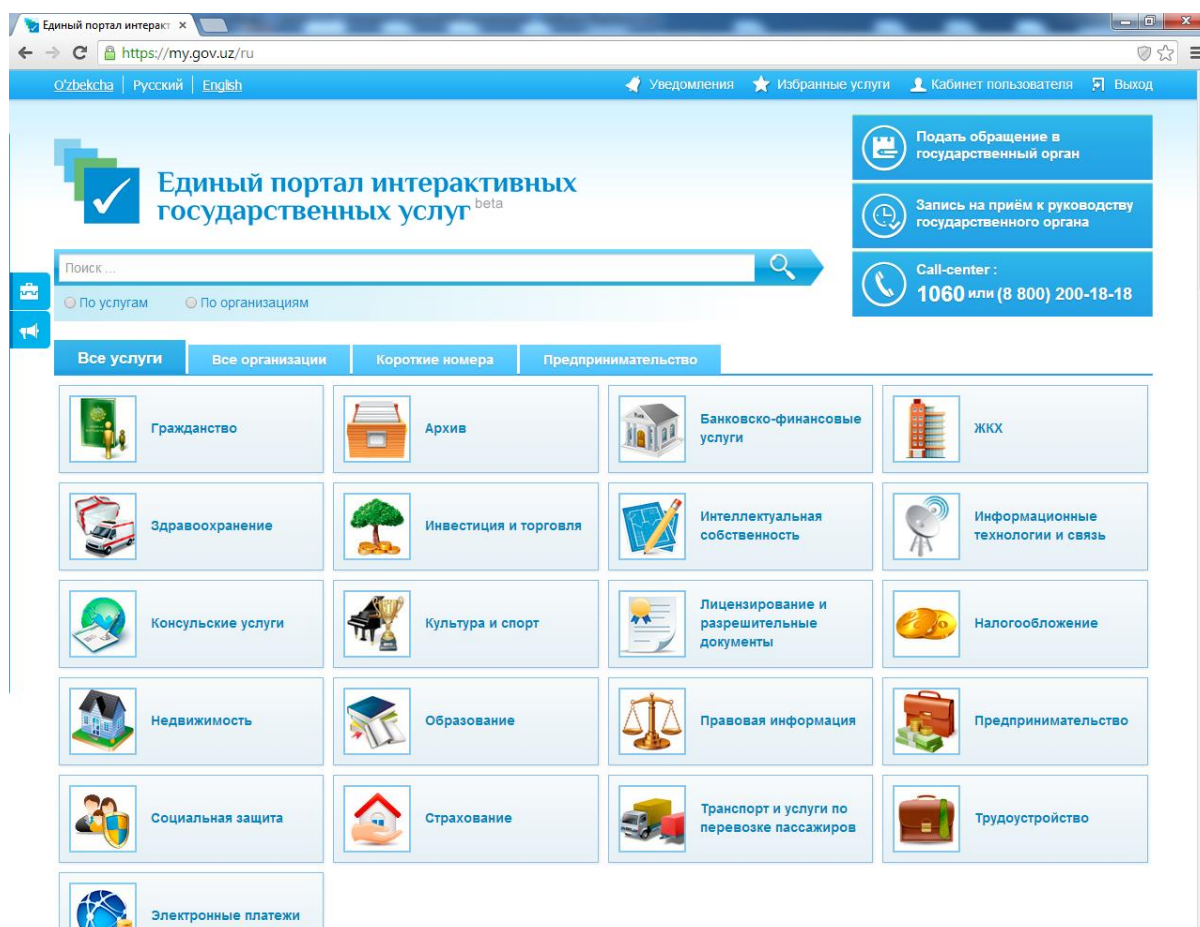 Единый портал интеракт
https://my.gov.uz/ru
O'zbekcha | Русский | English
Уведомления Избранные услуги Кабинет пользователя Выход
Подать обращение в
государственный орган
Единый портал интерактивных
государственных услуг beta
Запись на приём к руководству
государственного органа
Поиск ...
По услугам По организациям
Call-center :
1060 или (8 800) 200-18-18
Все услуги Все организации Короткие номера Предпринимательство
Гражданство
Архив
Банковско-финансовые
услуги
ЖКХ
Здравоохранение
Инвестиция и торговля
Интеллектуальная
собственность
Информационные
технологии и связь
Консульские услуги
Культура и спорт
Лицензирование и
разрешительные
документы
Налогообложение
Недвижимость
Образование
Правовая информация
Предпринимательство
Социальная защита
Страхование
Транспорт и услуги по
перевозке пассажиров
Трудоустройство
Электронные платежи